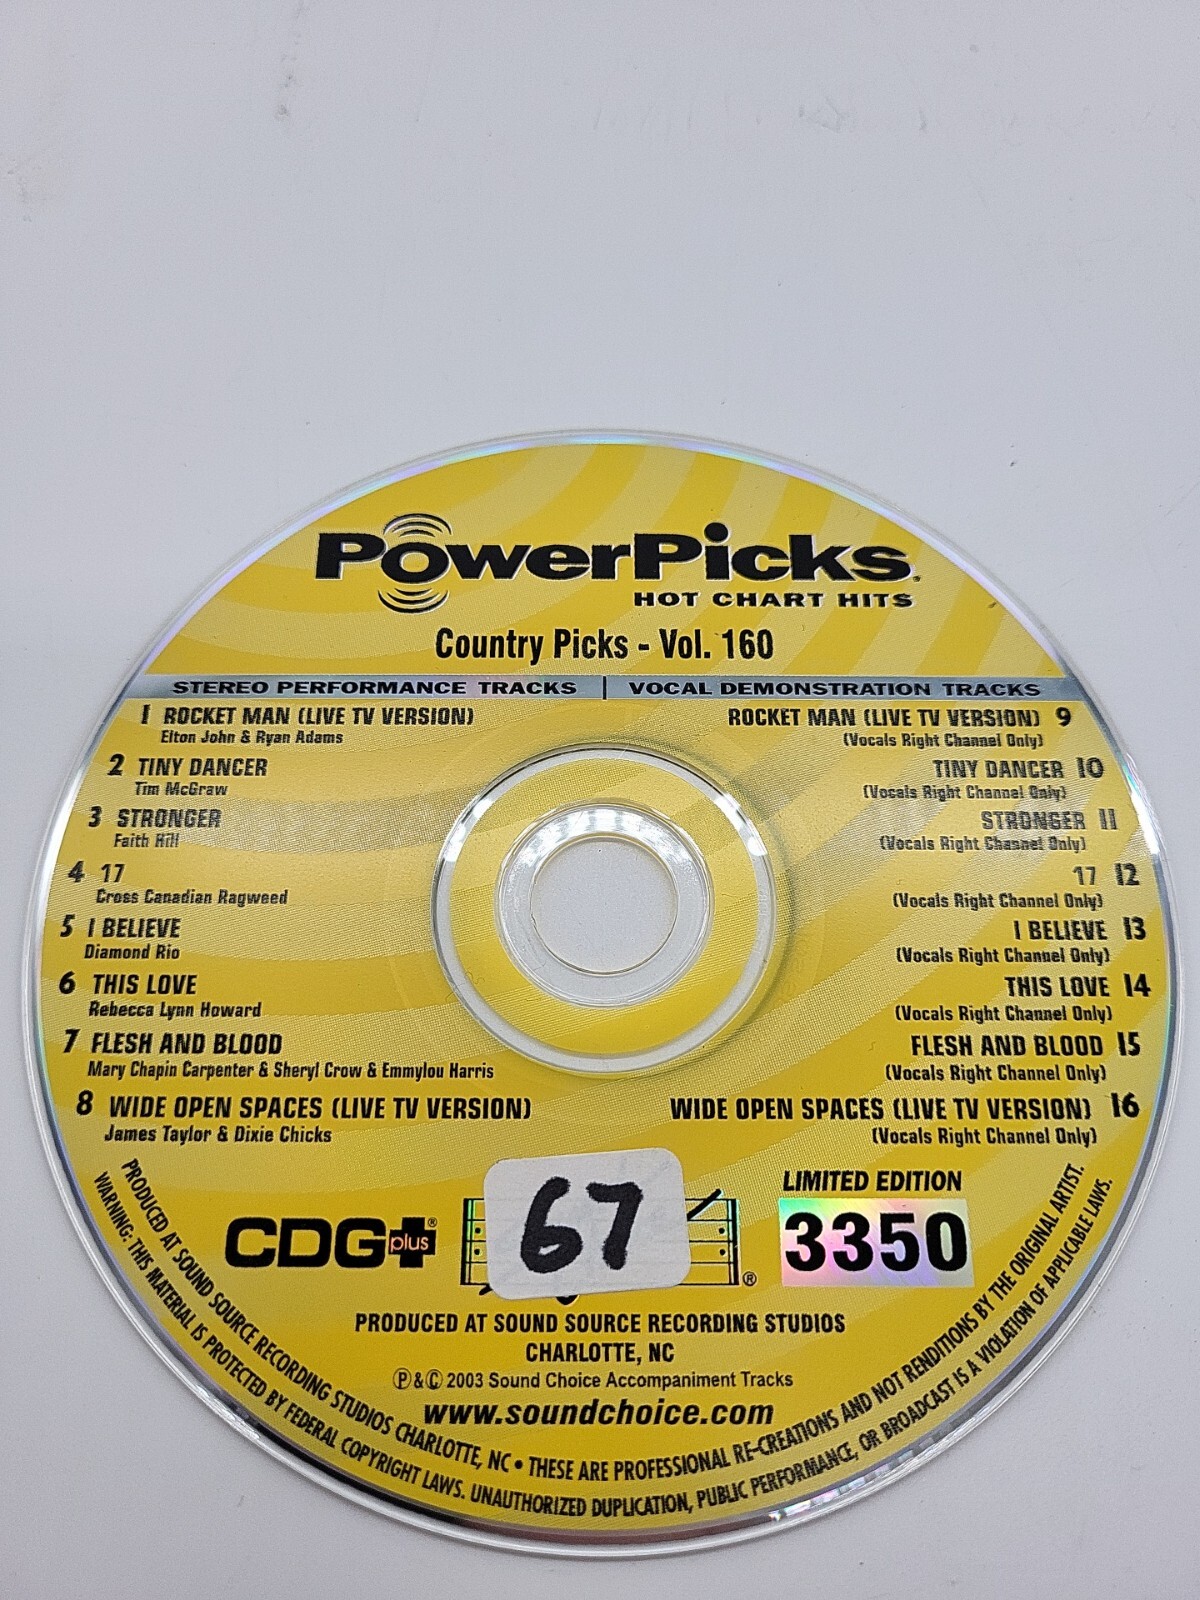 PowerPicks.
HOT CHART HITS
Country Picks - Vol. 160
STEREO PERFORMANCE TRACKS | VOCAL DEMONSTRATION TRACKS
1 ROCKET MAN (LIVE TV VERSION)
Elton John & Ryan Adams
2 TINY DANCER
Tim McGraw
3 STRONGER
Faith Hill
4 17
Cross Canadian Ragweed
5 I BELIEVE
Diamond Rio
6 THIS LOVE
Rebecca Lynn Howard
7 FLESH AND BLOOD
Mary Chapin Carpenter & Sheryl Crow & Emmylou Harris
8 WIDE OPEN SPACES (LIVE TV VERSION)
James Taylor & Dixie Chicks
ROCKET MAN (LIVE TV VERSION) 9
(Vocals Right Channel Only)
TINY DANCER 10
(Vocals Right Channel Only)
STRONGER 11
(Vocals Right Channel Only)
17 12
(Vocals Right Channel Only)
I BELIEVE 13
(Vocals Right Channel Only)
THIS LOVE 14
(Vocals Right Channel Only)
FLESH AND BLOOD 15
(Vocals Right Channel Only)
WIDE OPEN SPACES (LIVE TV VERSION) 16
(Vocals Right Channel Only)
CDG plus®
67
®
LIMITED EDITION
3350
PRODUCED AT SOUND SOURCE RECORDING STUDIOS
CHARLOTTE, NC
℗ & © 2003 Sound Choice Accompaniment Tracks
www.soundchoice.com
PRODUCED AT SOUND SOURCE RECORDING STUDIOS CHARLOTTE, NC • THESE ARE PROFESSIONAL RE-CREATIONS AND NOT RENDITIONS BY THE ORIGINAL ARTIST.
WARNING: THIS MATERIAL IS PROTECTED BY FEDERAL COPYRIGHT LAWS. UNAUTHORIZED DUPLICATION, PUBLIC PERFORMANCE, OR BROADCAST IS A VIOLATION OF APPLICABLE LAWS.